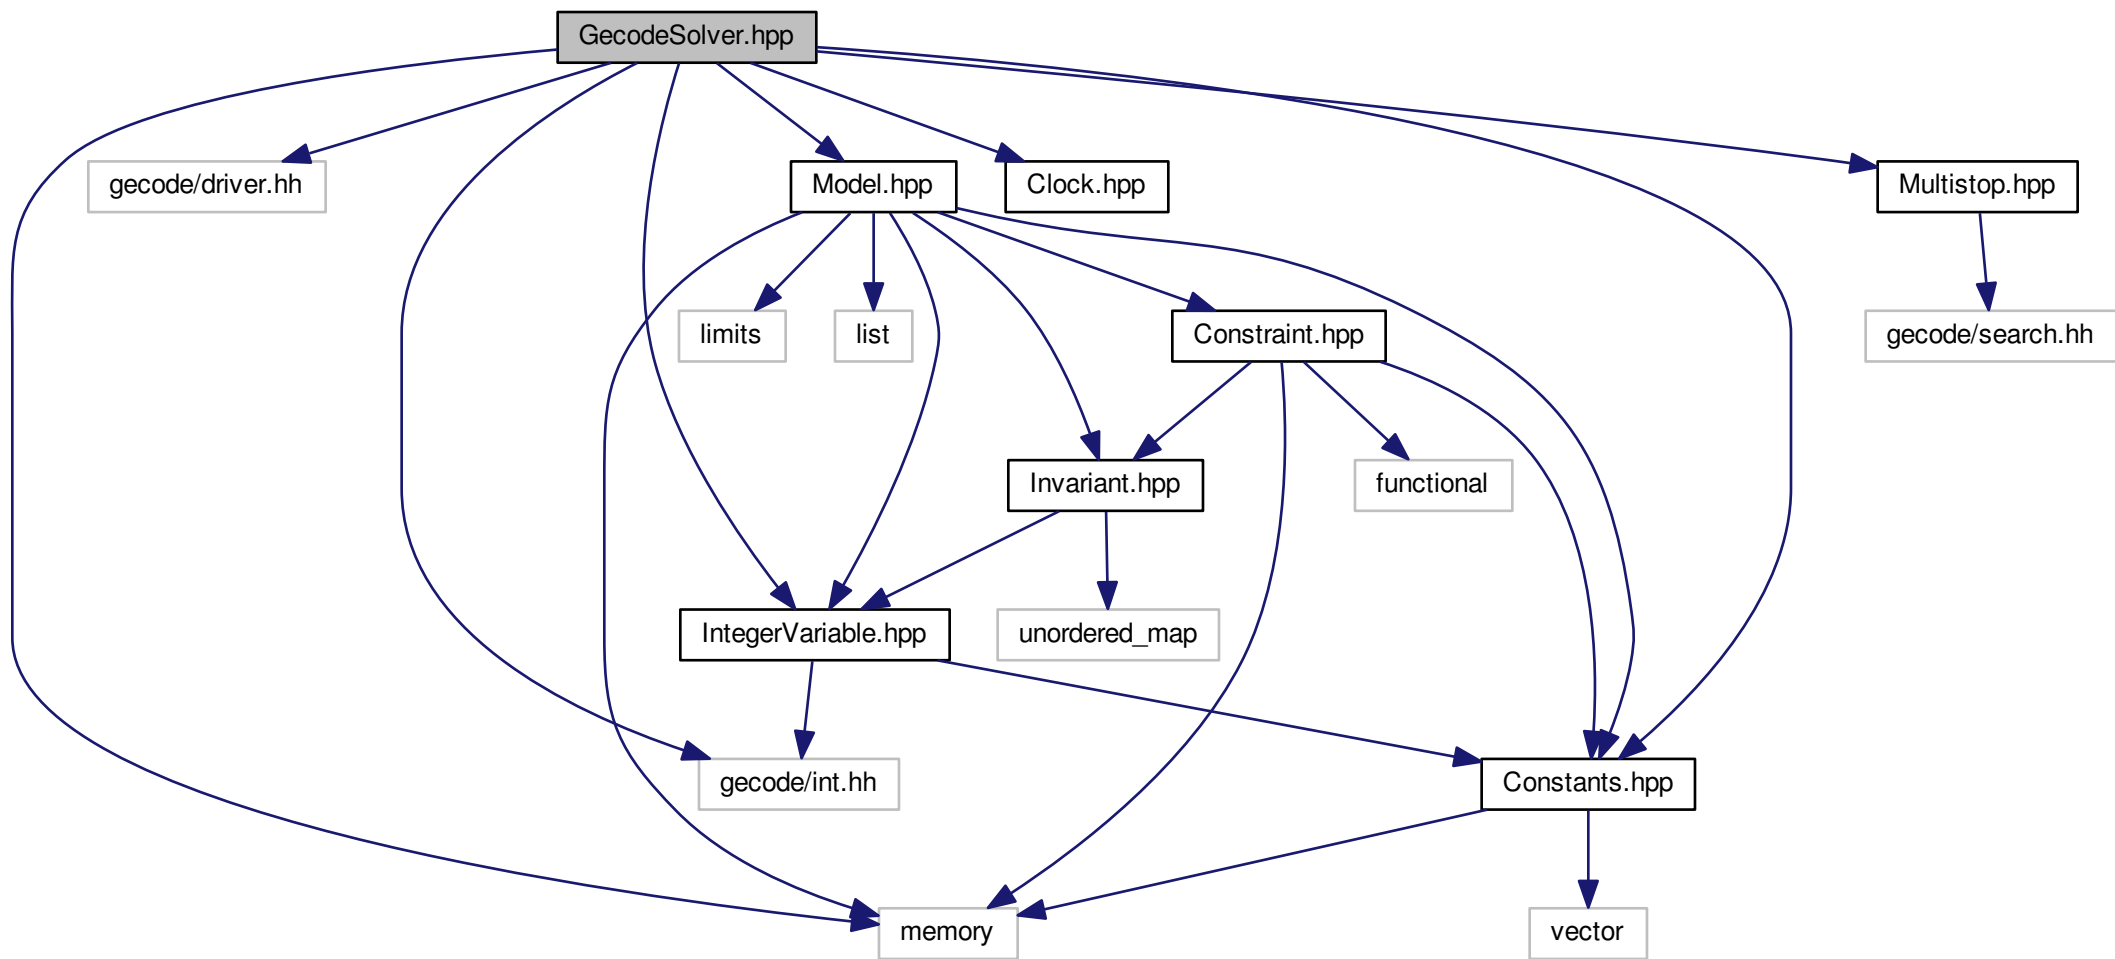 GecodeSolver.hpp
gecode/driver.hh
Model.hpp
Clock.hpp
Multistop.hpp
limits
list
Constraint.hpp
gecode/search.hh
Invariant.hpp
functional
IntegerVariable.hpp
unordered_map
gecode/int.hh
Constants.hpp
memory
vector